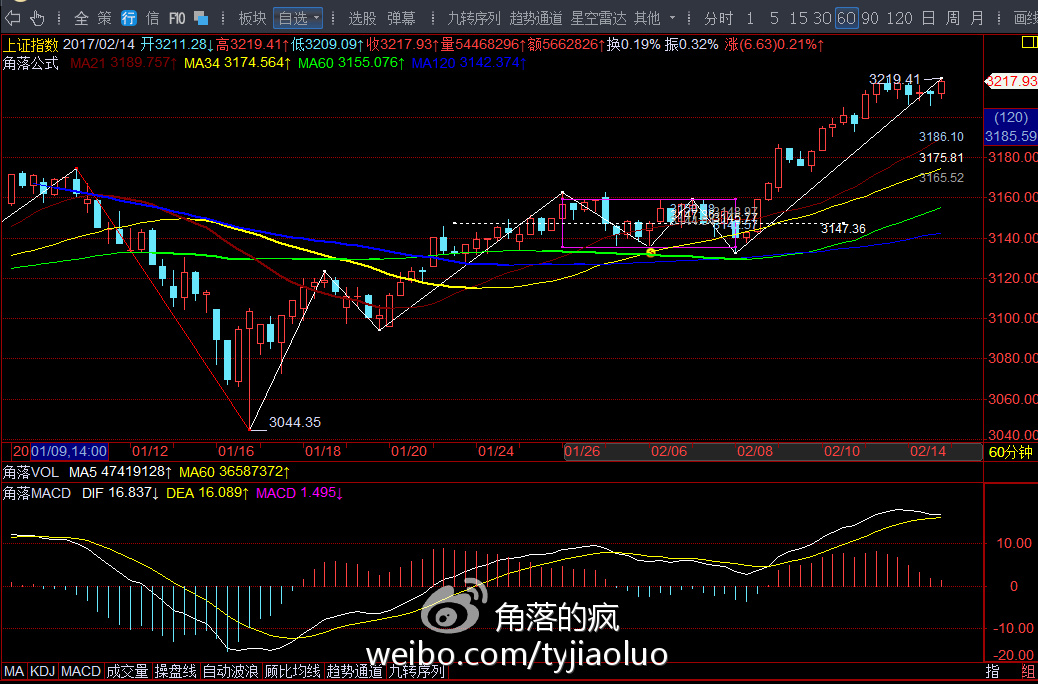 全 策 行 信 F10 板块 自选 选股 弹幕 九转序列 趋势通道 星空雷达 其他 分时 1 5 15 30 60 90 120 日 周 月 画线
上证指数 2017/02/14 开3211.28↓高3219.41↑低3209.09↑收3217.93↑量54468296↑额5662826↑换0.19% 振0.32% 涨(6.63)0.21%↑
角落公式 MA21 3189.757↑ MA34 3174.564↑ MA60 3155.076↑ MA120 3142.374↑
3219.41
3217.93
(120)
3186.10
3185.59
3175.81
3180.00
3165.52
3160.00
3147.36
3140.00
3120.00
3100.00
3080.00
3060.00
3044.35
3040.00
20 01/09,14:00 01/12 01/16 01/18 01/20 01/24 01/26 02/06 02/08 02/10 02/14 60分钟
角落VOL MA5 47419128↑ MA60 36587372↑
角落MACD DIF 16.837↓ DEA 16.089↑ MACD 1.495↓
10.00
0
-10.00
-20.00
角落的疯
weibo.com/tyjiaoluo
MA KDJ MACD 成交量 操盘线 自动波浪 顾比均线 趋势通道 九转序列 指 组